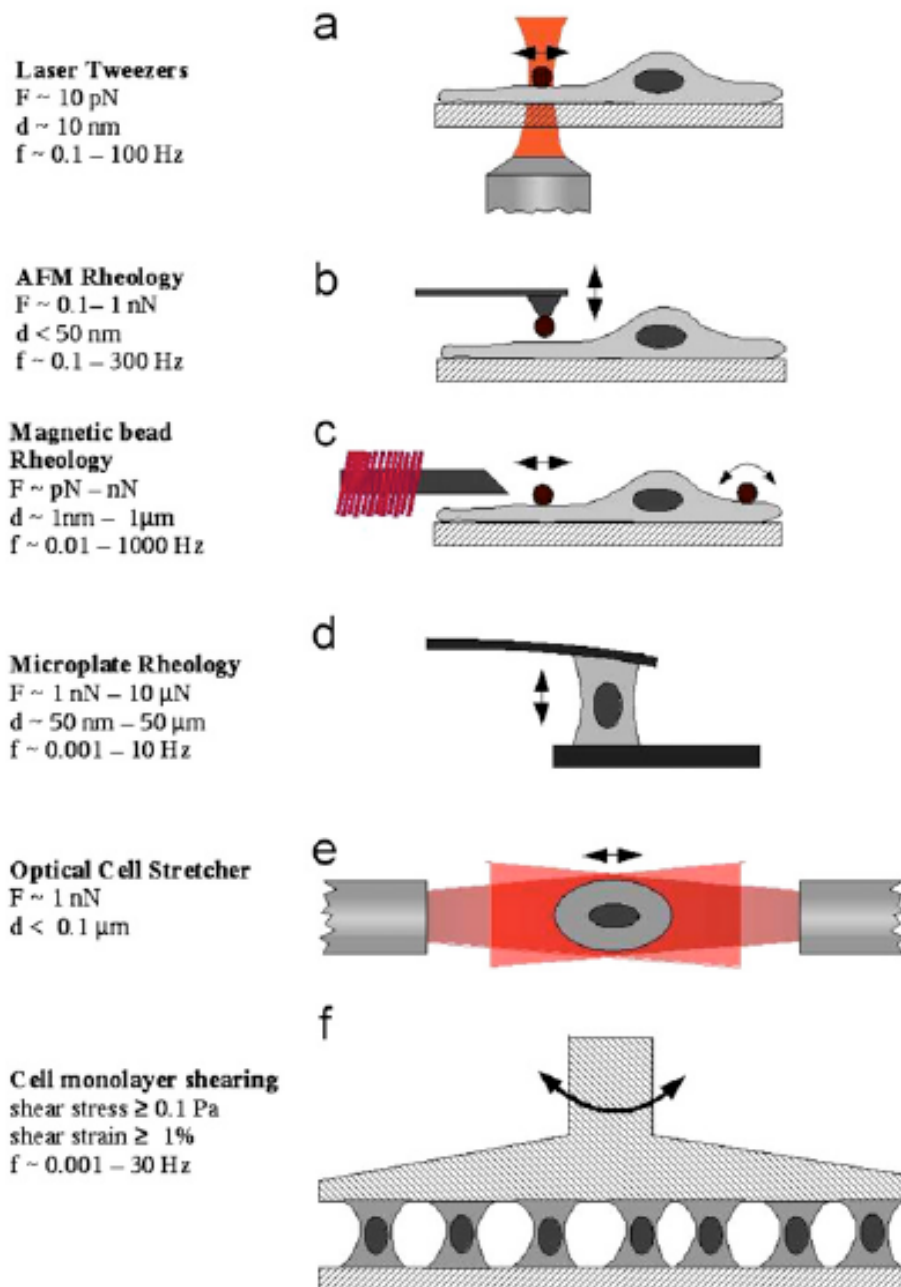 a
Laser Tweezers
F ~ 10 pN
d ~ 10 nm
f ~ 0.1 – 100 Hz
b
AFM Rheology
F ~ 0.1– 1 nN
d < 50 nm
f ~ 0.1 – 300 Hz
c
Magnetic bead
Rheology
F ~ pN – nN
d ~ 1nm – 1μm
f ~ 0.01 – 1000 Hz
d
Microplate Rheology
F ~ 1 nN – 10 μN
d ~ 50 nm – 50 μm
f ~ 0.001 – 10 Hz
e
Optical Cell Stretcher
F ~ 1 nN
d < 0.1 μm
f
Cell monolayer shearing
shear stress ≥ 0.1 Pa
shear strain ≥ 1%
f ~ 0.001 – 30 Hz